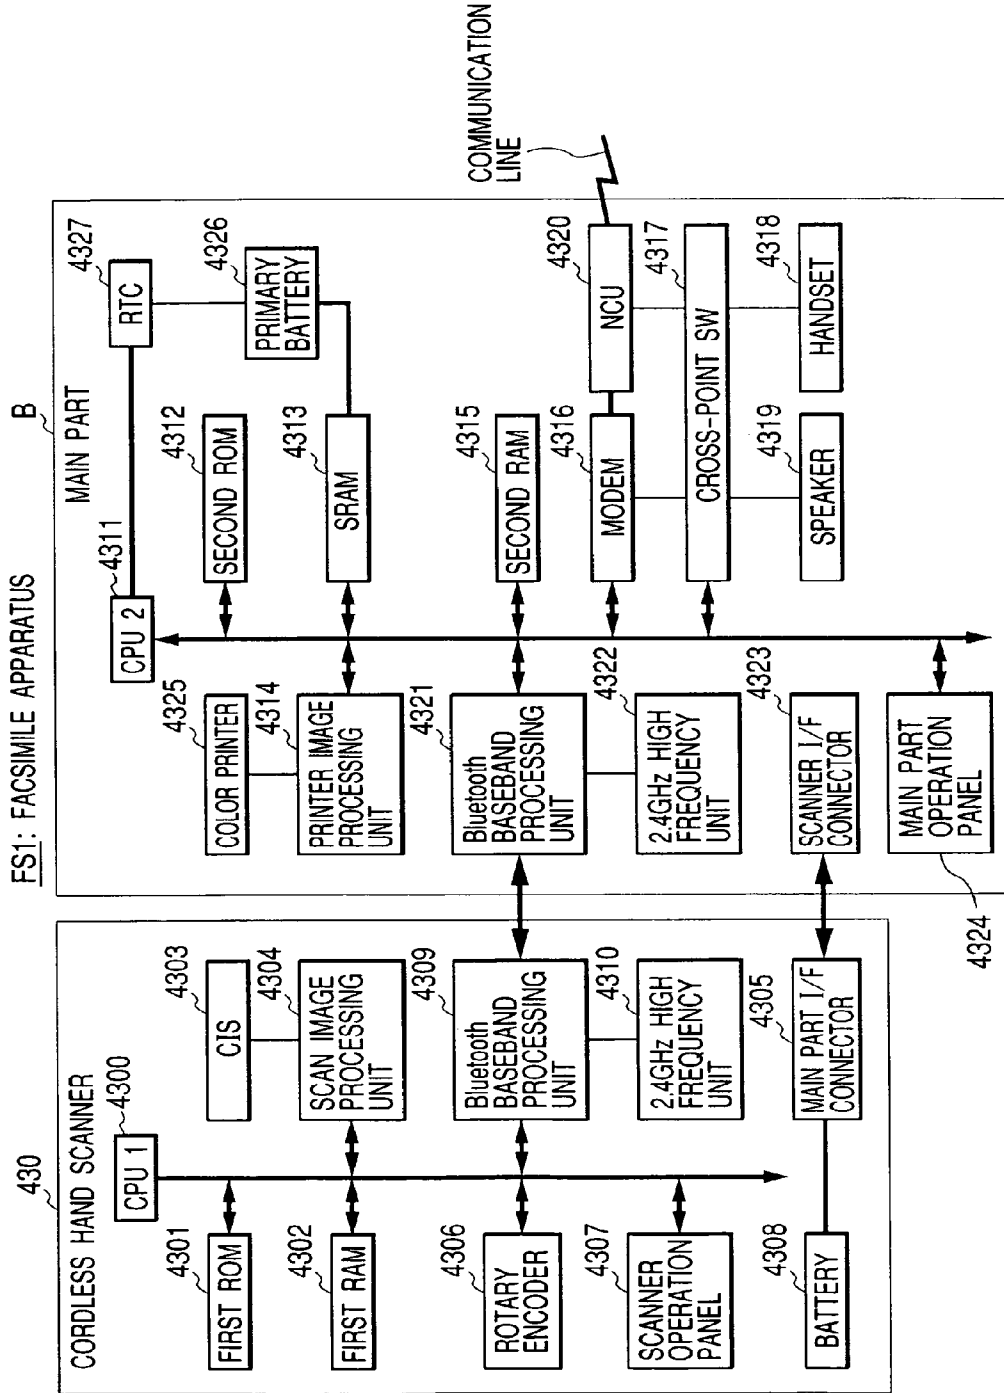 FS1: FACSIMILE APPARATUS
430
CORDLESS HAND SCANNER
4300
CPU 1
4301
FIRST ROM
4302
FIRST RAM
4306
ROTARY
ENCODER
4307
SCANNER
OPERATION
PANEL
4308
BATTERY
4303
CIS
4304
SCAN IMAGE
PROCESSING
UNIT
4309
Bluetooth
BASEBAND
PROCESSING
UNIT
4310
2.4GHz HIGH
FREQUENCY
UNIT
4305
MAIN PART I/F
CONNECTOR
B
MAIN PART
4311
CPU 2
4325
COLOR PRINTER
4314
PRINTER IMAGE
PROCESSING
UNIT
4321
Bluetooth
BASEBAND
PROCESSING
UNIT
4322
2.4GHz HIGH
FREQUENCY
UNIT
4323
SCANNER I/F
CONNECTOR
MAIN PART
OPERATION
PANEL
4324
4327
RTC
4326
PRIMARY
BATTERY
4312
SECOND ROM
4313
SRAM
4315
SECOND RAM
4316
MODEM
4320
NCU
4317
CROSS-POINT SW
4319
SPEAKER
4318
HANDSET
COMMUNICATION
LINE